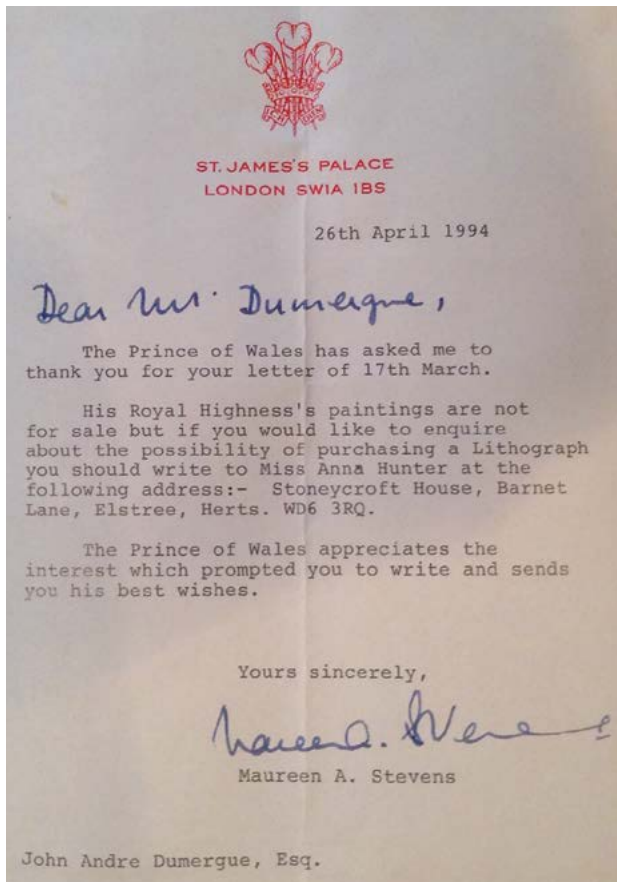 ST. JAMES'S PALACE
LONDON SW1A 1BS
26th April 1994
Dear Mr. Dumergue,
The Prince of Wales has asked me to
thank you for your letter of 17th March.
His Royal Highness's paintings are not
for sale but if you would like to enquire
about the possibility of purchasing a Lithograph
you should write to Miss Anna Hunter at the
following address:- Stoneycroft House, Barnet
Lane, Elstree, Herts. WD6 3RQ.
The Prince of Wales appreciates the
interest which prompted you to write and sends
you his best wishes.
Yours sincerely,
Maureen A. Stevens
Maureen A. Stevens
John Andre Dumergue, Esq.